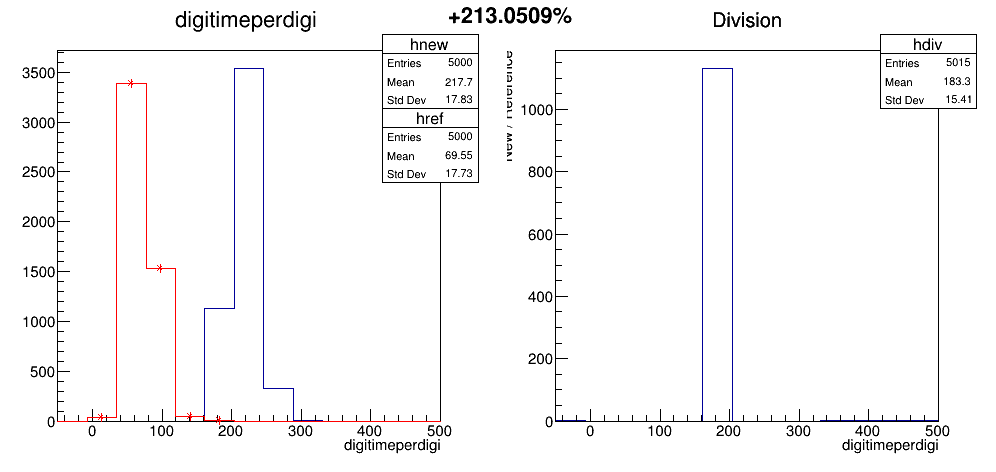 digitimeperdigi
+213.0509%
Division
hnew
Entries 5000
Mean 217.7
Std Dev 17.83
href
Entries 5000
Mean 69.55
Std Dev 17.73
3500
3000
2500
2000
1500
1000
500
0
0 100 200 300 400 500
digitimeperdigi
hdiv
Entries 5015
Mean 183.3
Std Dev 15.41
New / Reference
1000
800
600
400
200
0
0 100 200 300 400 500
digitimeperdigi